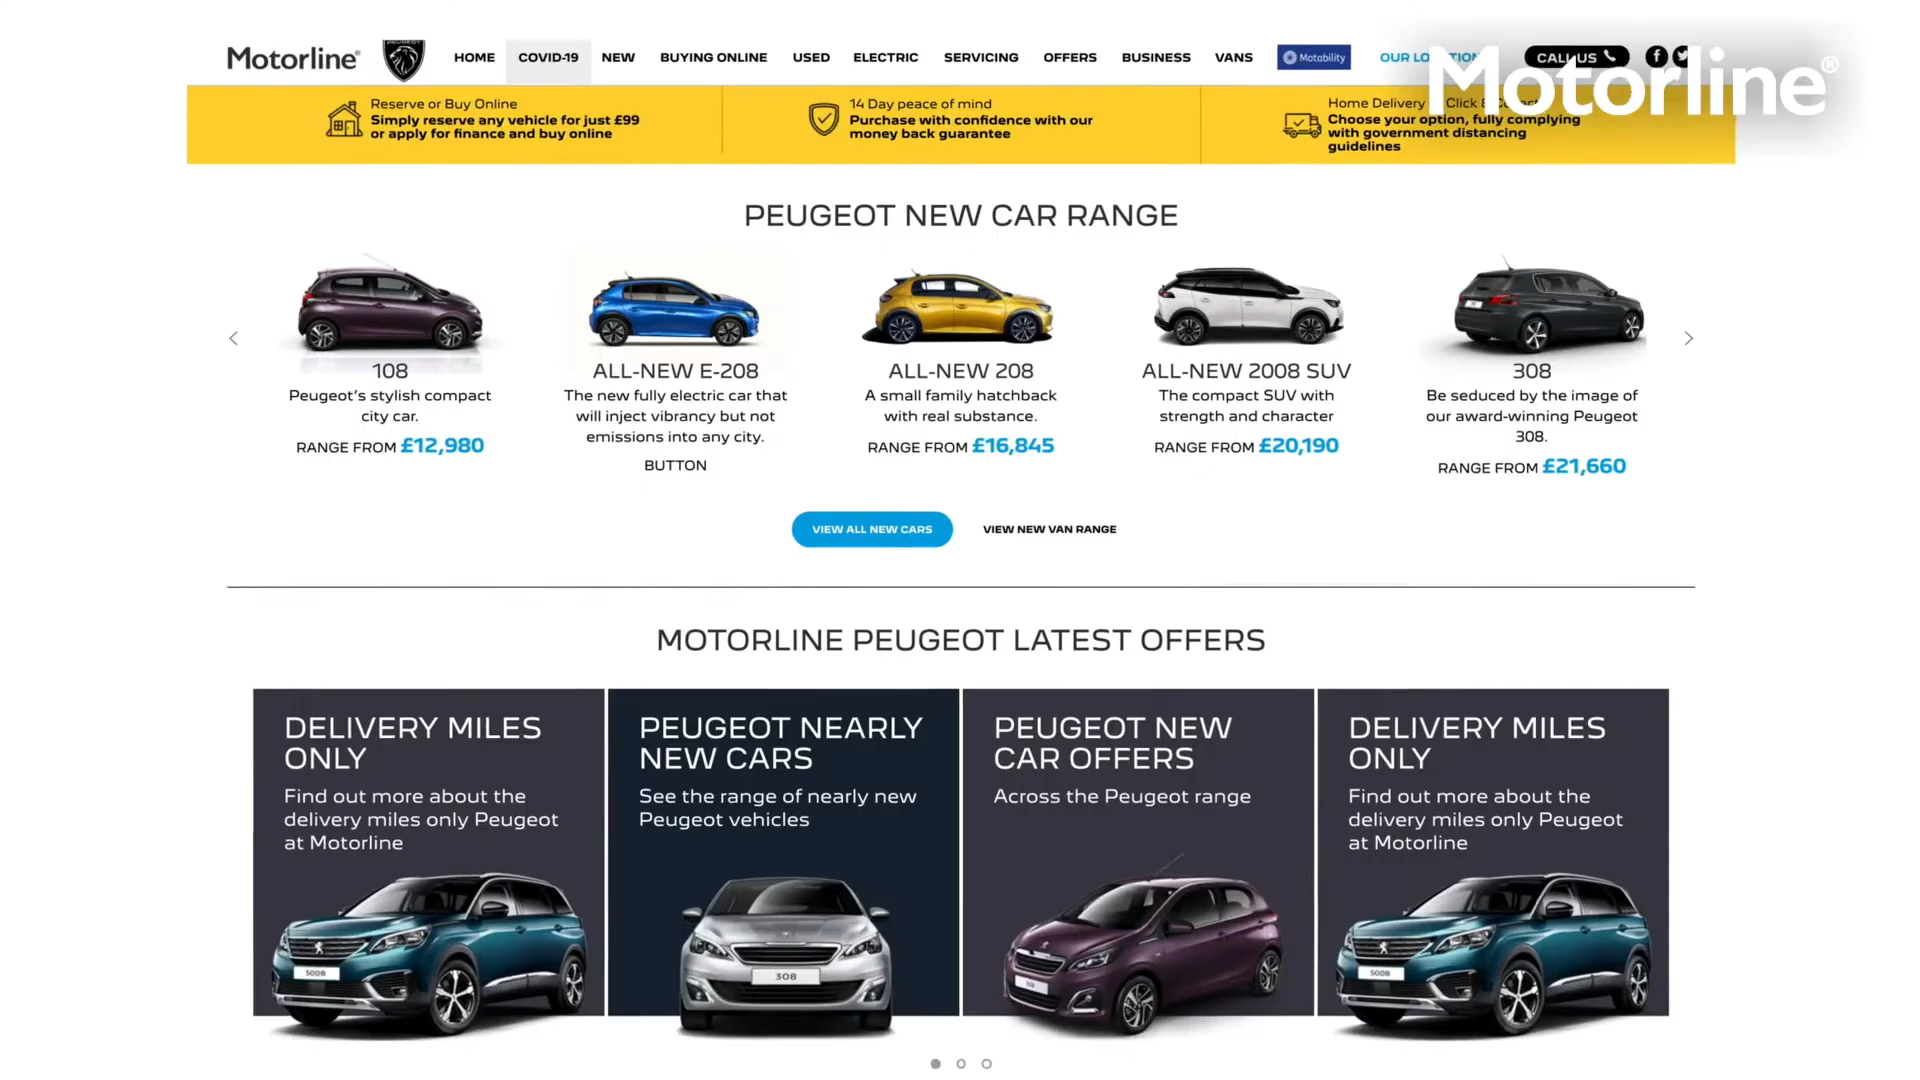 Motorline®
PEUGEOT
HOME COVID-19 NEW BUYING ONLINE USED ELECTRIC SERVICING OFFERS BUSINESS VANS Motability OUR CALL US
Motorline®
Reserve or Buy Online
Simply reserve any vehicle for just £99
or apply for finance and buy online
14 Day peace of mind
Purchase with confidence with our
money back guarantee
Home Delivery Click &
Choose your option, fully complying
with government distancing
guidelines
PEUGEOT NEW CAR RANGE
108
Peugeot's stylish compact
city car.
RANGE FROM £12,980
ALL-NEW E-208
The new fully electric car that
will inject vibrancy but not
emissions into any city.
BUTTON
ALL-NEW 208
A small family hatchback
with real substance.
RANGE FROM £16,845
ALL-NEW 2008 SUV
The compact SUV with
strength and character
RANGE FROM £20,190
308
Be seduced by the image of
our award-winning Peugeot
308.
RANGE FROM £21,660
VIEW ALL NEW CARS
VIEW NEW VAN RANGE
MOTORLINE PEUGEOT LATEST OFFERS
DELIVERY MILES
ONLY
Find out more about the
delivery miles only Peugeot
at Motorline
5008
PEUGEOT NEARLY
NEW CARS
See the range of nearly new
Peugeot vehicles
308
PEUGEOT NEW
CAR OFFERS
Across the Peugeot range
108
DELIVERY MILES
ONLY
Find out more about the
delivery miles only Peugeot
at Motorline
5008